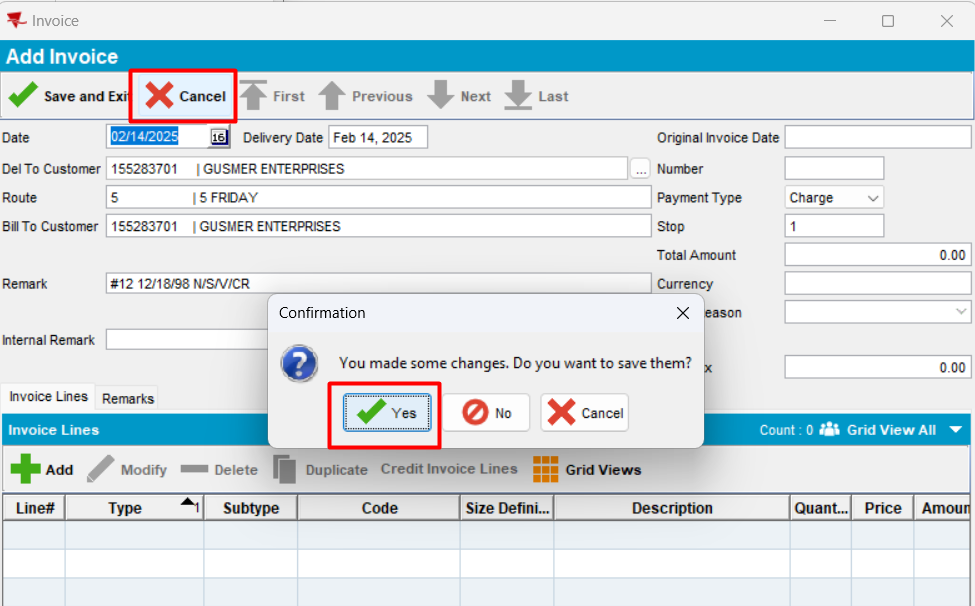 Invoice
Add Invoice
Save and Exit Cancel First Previous Next Last
Date 02/14/2025 16 Delivery Date Feb 14, 2025 Original Invoice Date
Del To Customer 155283701 | GUSMER ENTERPRISES ... Number
Route 5 | 5 FRIDAY Payment Type Charge
Bill To Customer 155283701 | GUSMER ENTERPRISES Stop 1
Total Amount 0.00
Remark #12 12/18/98 N/S/V/CR Currency
Confirmation
eason
Internal Remark
You made some changes. Do you want to save them?
x 0.00
Yes No Cancel
Invoice Lines Remarks
Invoice Lines Count : 0 Grid View All
Add Modify Delete Duplicate Credit Invoice Lines Grid Views
Line# Type 1 Subtype Code Size Defini... Description Quant... Price Amoun